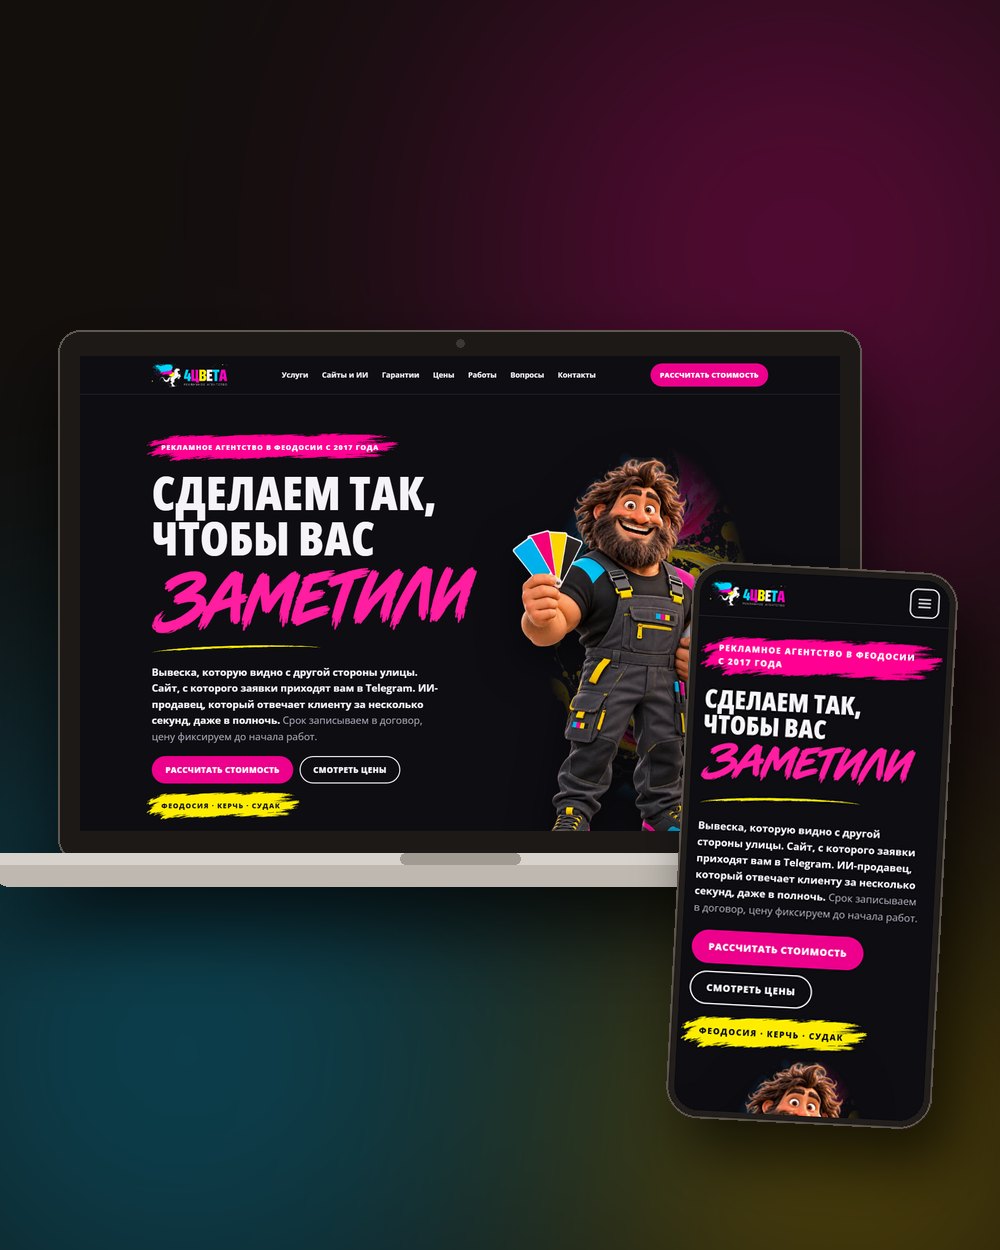 4ЦВЕТА
РЕКЛАМНОЕ АГЕНТСТВО
Услуги Сайты и ИИ Гарантии Цены Работы Вопросы Контакты
РАССЧИТАТЬ СТОИМОСТЬ
РЕКЛАМНОЕ АГЕНТСТВО В ФЕОДОСИИ С 2017 ГОДА
СДЕЛАЕМ ТАК,
ЧТОБЫ ВАС
ЗАМЕТИЛИ
Вывеска, которую видно с другой стороны улицы.
Сайт, с которого заявки приходят вам в Telegram. ИИ-
продавец, который отвечает клиенту за несколько
секунд, даже в полночь. Срок записываем в договор,
цену фиксируем до начала работ.
РАССЧИТАТЬ СТОИМОСТЬ
СМОТРЕТЬ ЦЕНЫ
ФЕОДОСИЯ · КЕРЧЬ · СУДАК
4ЦВЕТА
РЕКЛАМНОЕ АГЕНТСТВО
РЕКЛАМНОЕ АГЕНТСТВО В ФЕОДОСИИ
С 2017 ГОДА
СДЕЛАЕМ ТАК,
ЧТОБЫ ВАС
ЗАМЕТИЛИ
Вывеска, которую видно с другой
стороны улицы. Сайт, с которого заявки
приходят вам в Telegram. ИИ-продавец,
который отвечает клиенту за несколько
секунд, даже в полночь. Срок записываем
в договор, цену фиксируем до начала работ.
РАССЧИТАТЬ СТОИМОСТЬ
СМОТРЕТЬ ЦЕНЫ
ФЕОДОСИЯ · КЕРЧЬ · СУДАК